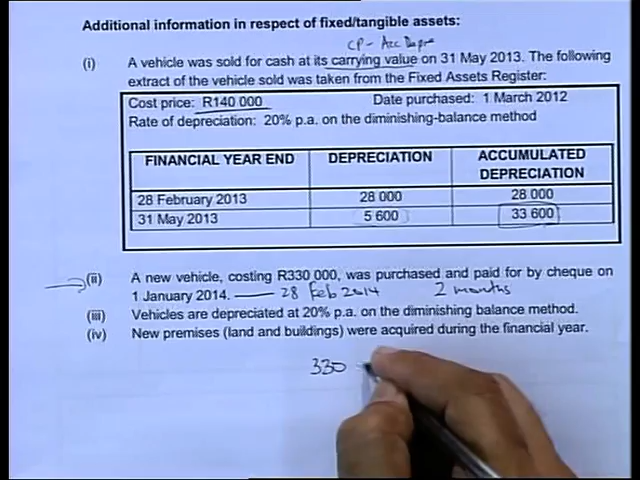 Additional information in respect of fixed/tangible assets:
CP - Acc Depre
(i) A vehicle was sold for cash at its carrying value on 31 May 2013. The following
extract of the vehicle sold was taken from the Fixed Assets Register:
Cost price: R140 000 Date purchased: 1 March 2012
Rate of depreciation: 20% p.a. on the diminishing-balance method
FINANCIAL YEAR END DEPRECIATION ACCUMULATED
DEPRECIATION
28 February 2013 28 000 28 000
31 May 2013 5 600 33 600
(ii) A new vehicle, costing R330 000, was purchased and paid for by cheque on
1 January 2014. 28 Feb 2014 2 months
(iii) Vehicles are depreciated at 20% p.a. on the diminishing balance method.
(iv) New premises (land and buildings) were acquired during the financial year.
330